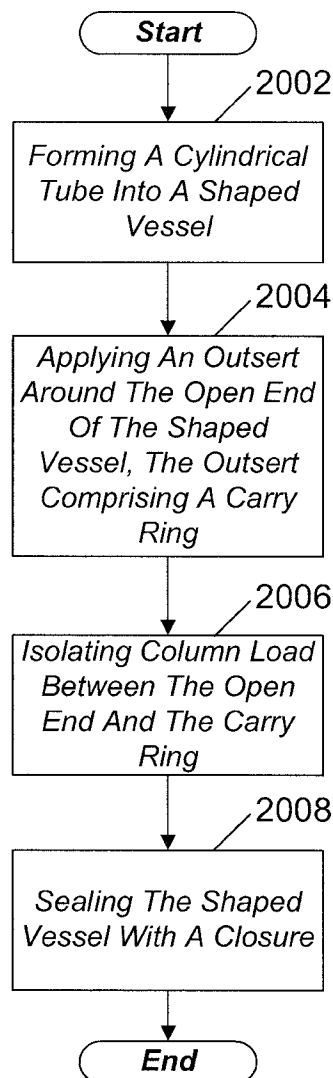 Start
2002
Forming A Cylindrical
Tube Into A Shaped
Vessel
2004
Applying An Outsert
Around The Open End
Of The Shaped
Vessel, The Outsert
Comprising A Carry
Ring
2006
Isolating Column Load
Between The Open
End And The Carry
Ring
2008
Sealing The Shaped
Vessel With A Closure
End